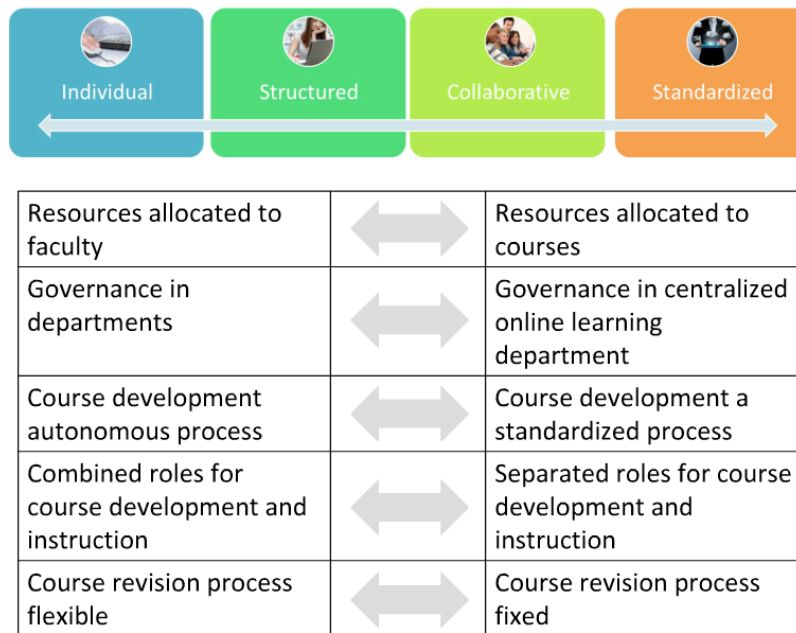 Individual
Structured
Collaborative
Standardized
Resources allocated to
faculty
Resources allocated to
courses
Governance in
departments
Governance in centralized
online learning
department
Course development
autonomous process
Course development a
standardized process
Combined roles for
course development and
instruction
Separated roles for course
development and
instruction
Course revision process
flexible
Course revision process
fixed